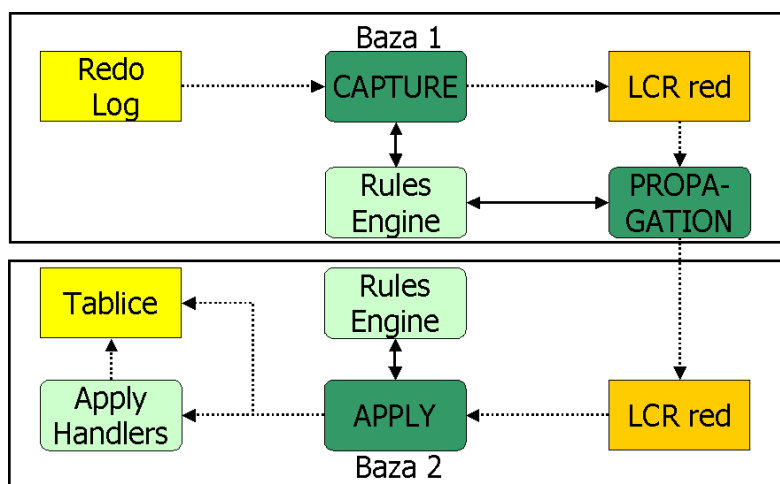 Baza 1
Redo
Log
CAPTURE
LCR red
Rules
Engine
PROPA-
GATION
Tablice
Rules
Engine
Apply
Handlers
APPLY
LCR red
Baza 2